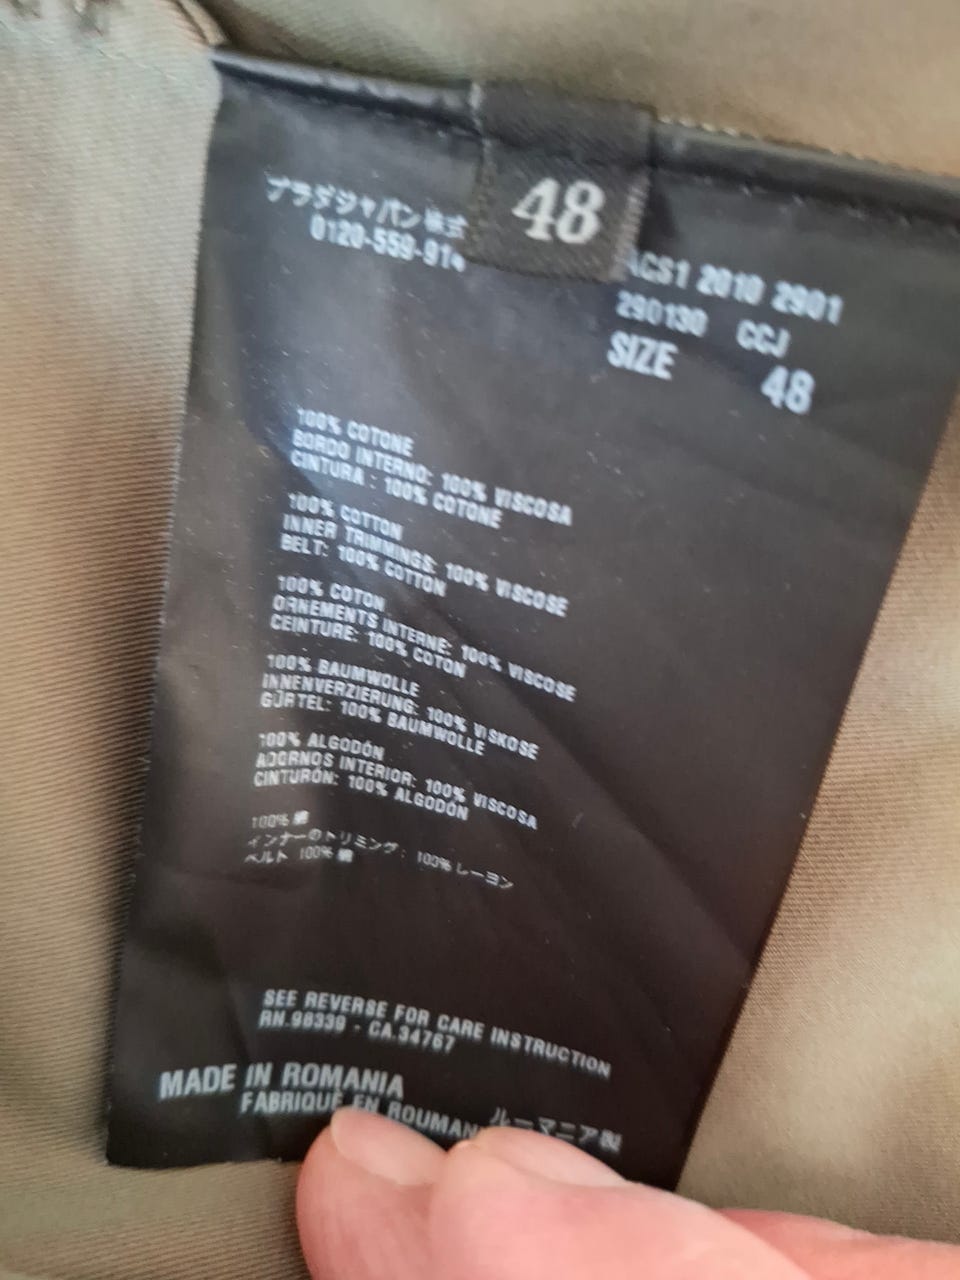 48
プラダジャパン株式
0120-559-914
ACS1 2010 2901
290130 CCJ
SIZE 48
100% COTONE
BORDO INTERNO: 100% VISCOSA
CINTURA : 100% COTONE
100% COTTON
INNER TRIMMINGS: 100% VISCOSE
BELT: 100% COTTON
100% COTON
ORNEMENTS INTERNE: 100% VISCOSE
CEINTURE: 100% COTON
100% BAUMWOLLE
INNENVERZIERUNG: 100% VISKOSE
GÜRTEL: 100% BAUMWOLLE
100% ALGODÓN
ADORNOS INTERIOR: 100% VISCOSA
CINTURÓN: 100% ALGODÓN
100% 綿
インナーのトリミング: 100% レーヨン
ベルト 100% 綿
SEE REVERSE FOR CARE INSTRUCTION
RN.98339 - CA.34767
MADE IN ROMANIA
FABRIQUÉ EN ROUMAN
ルーマニア製